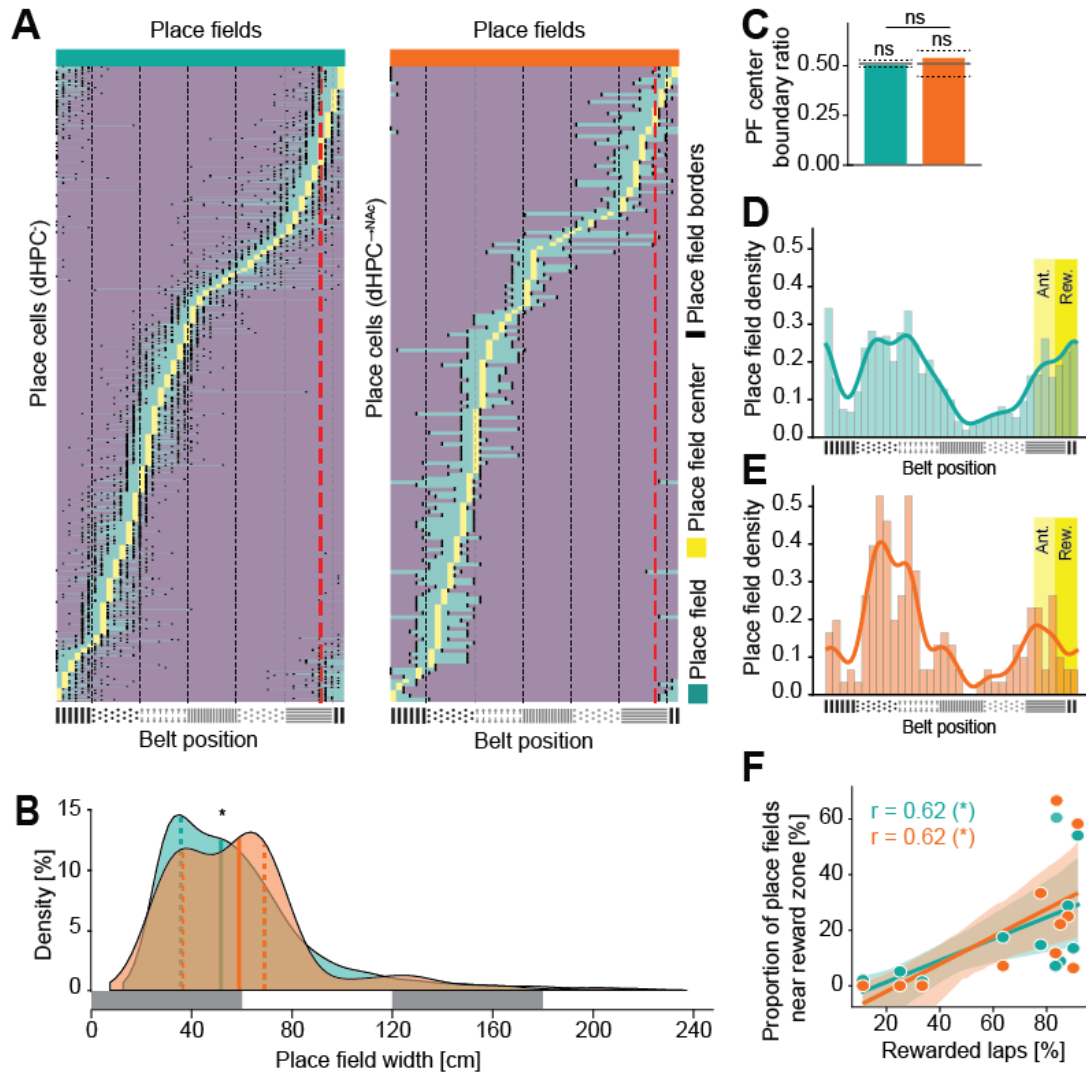 A
Place fields
Place fields
Place cells (dHPC-)
Place cells (dHPC→NAc)
Belt position
Belt position
Place field
Place field center
Place field borders
B
*
15
10
5
0
Density [%]
0
40
80
120
160
200
240
Place field width [cm]
C
ns
ns
ns
0.50
0.25
0.00
PF center
boundary ratio
D
0.5
0.4
0.3
0.2
0.1
0.0
Place field density
Ant.
Rew.
Belt position
E
0.5
0.4
0.3
0.2
0.1
0.0
Place field density
Ant.
Rew.
Belt position
F
r = 0.62 (*)
r = 0.62 (*)
60
40
20
0
Proportion of place fields
near reward zone [%]
20
40
60
80
Rewarded laps [%]